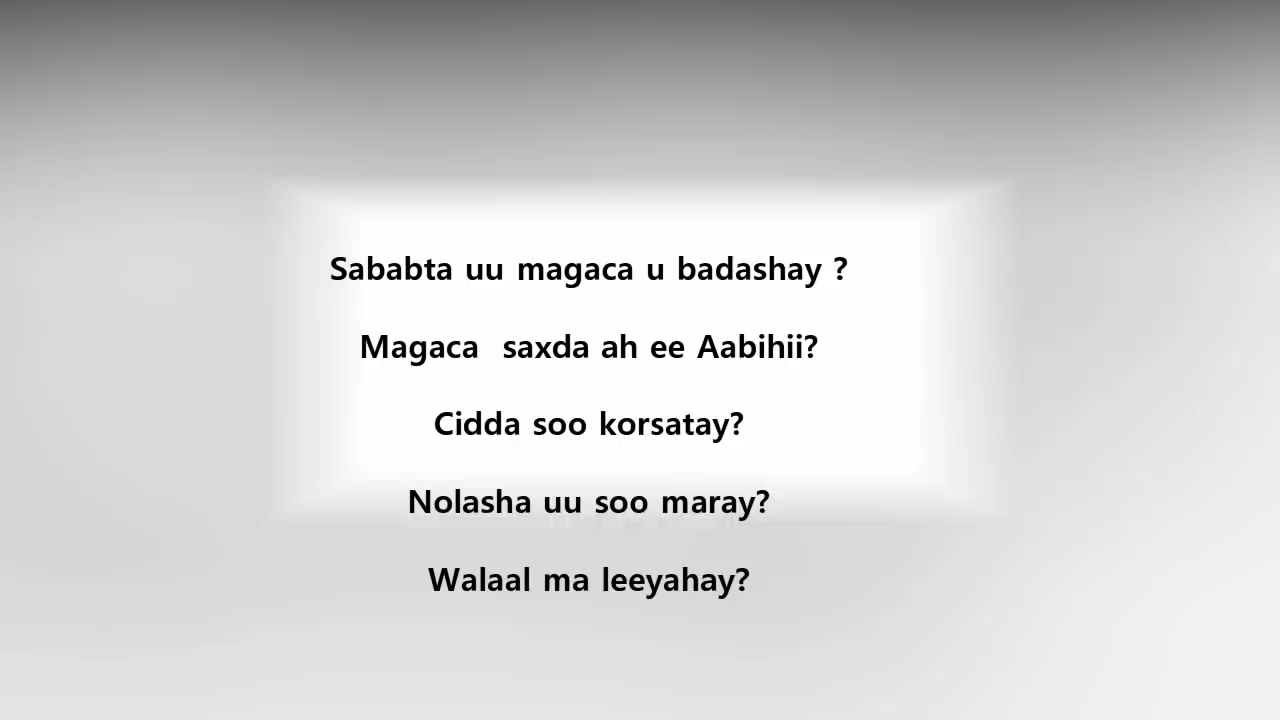 Sababta uu magaca u badashay ?
Magaca saxda ah ee Aabihii?
Cidda soo korsatay?
Nolasha uu soo maray?
Walaal ma leeyahay?